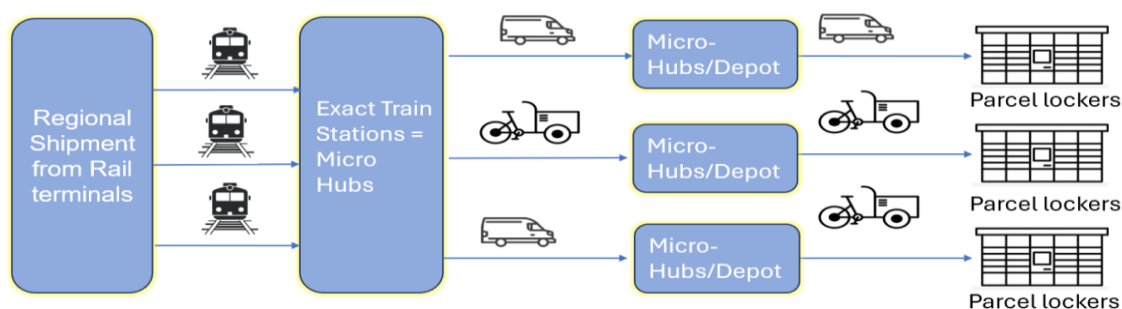 Regional
Shipment
from Rail
terminals
Exact Train
Stations =
Micro
Hubs
Micro-
Hubs/Depot
Parcel lockers
Micro-
Hubs/Depot
Parcel lockers
Micro-
Hubs/Depot
Parcel lockers